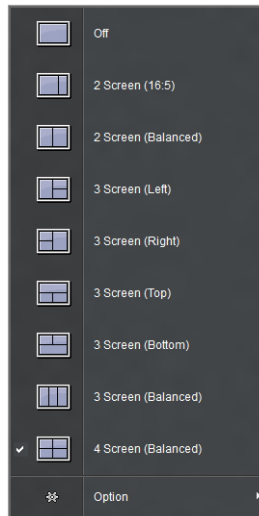 Off
2 Screen (16:5)
2 Screen (Balanced)
3 Screen (Left)
3 Screen (Right)
3 Screen (Top)
3 Screen (Bottom)
3 Screen (Balanced)
4 Screen (Balanced)
Option